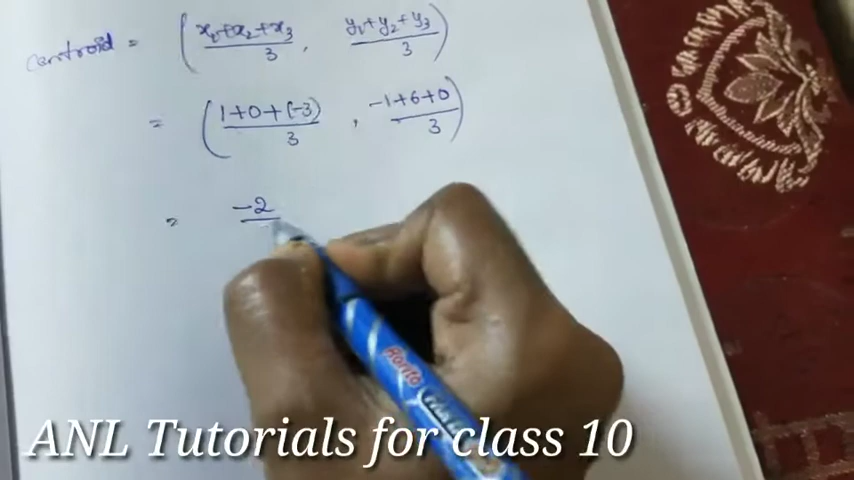 centroid = (x₁+x₂+x₃/3, y₁+y₂+y₃/3)
= (1+0+(-3)/3, -1+6+0/3)
= -2
Rorito
ANL Tutorials for class 10